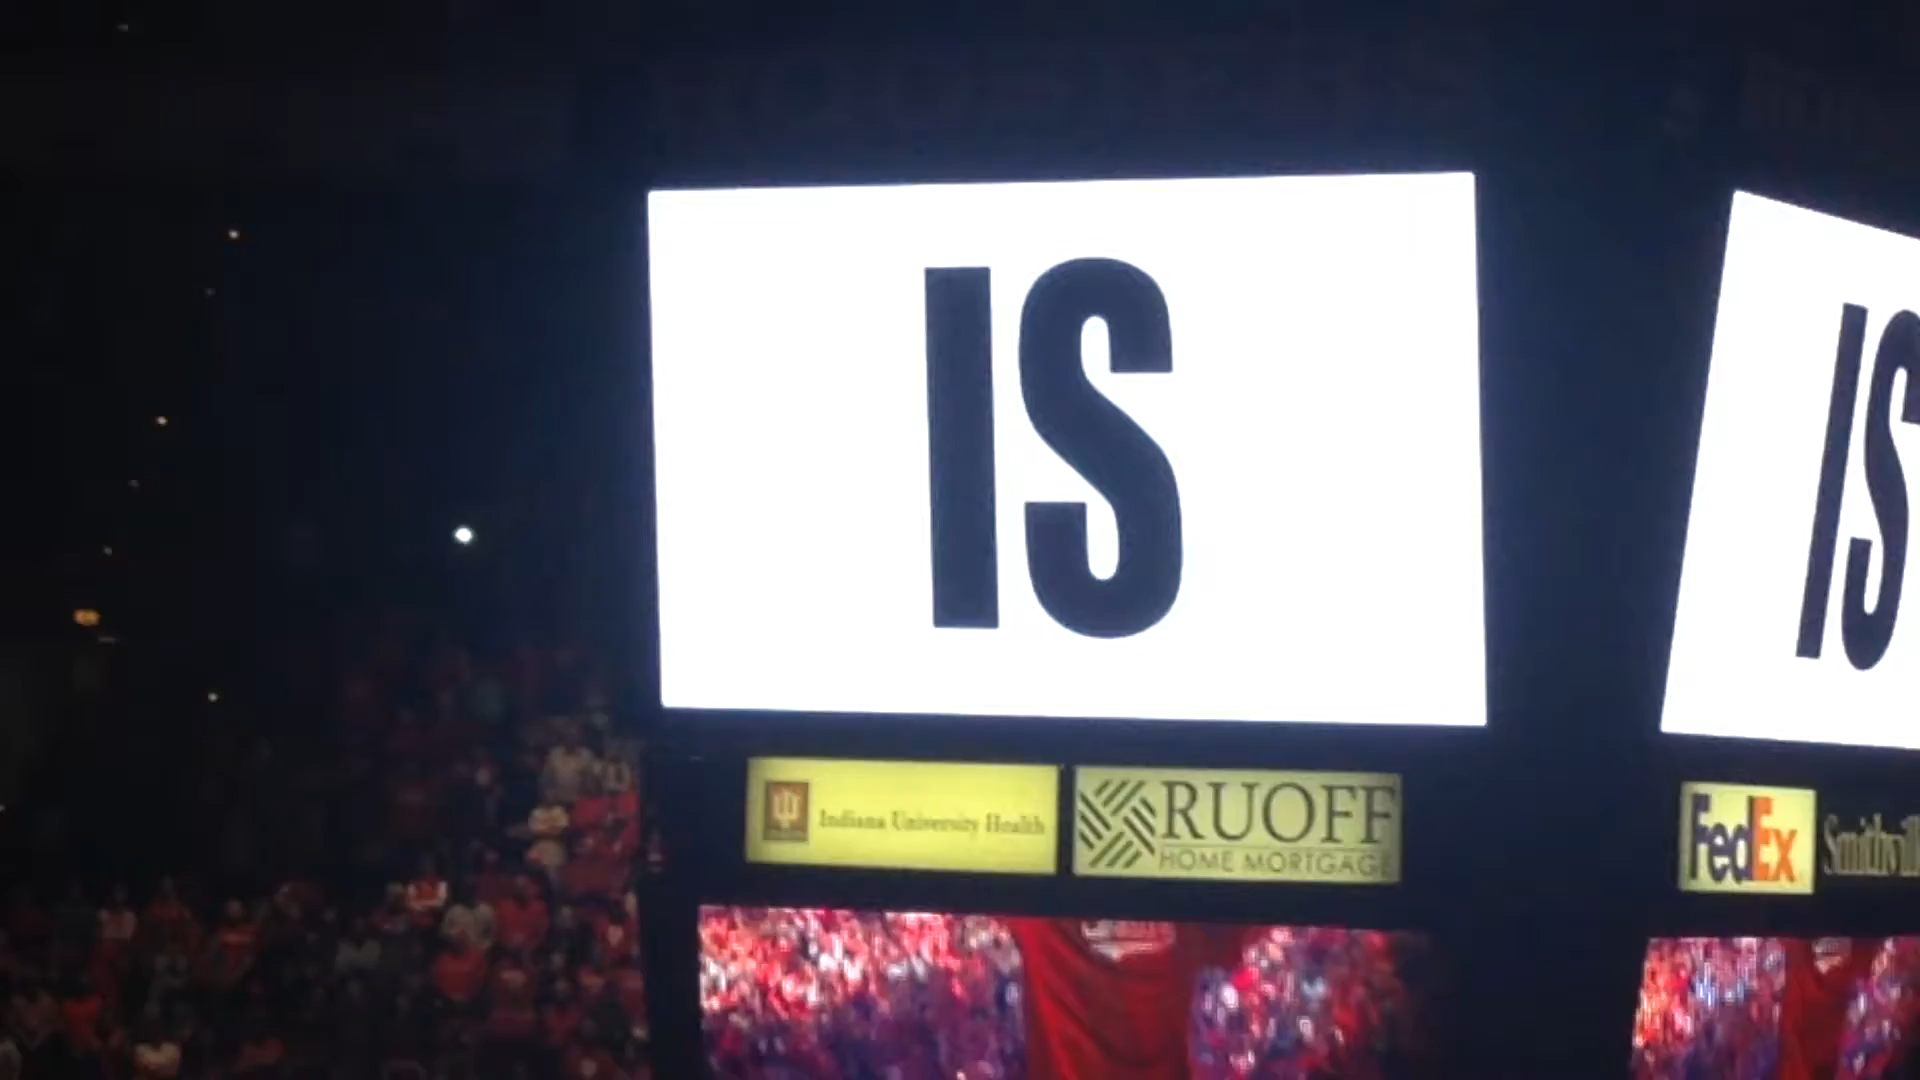 IS
IS
Indiana University Health
RUOFF
HOME MORTGAGE
FedEx